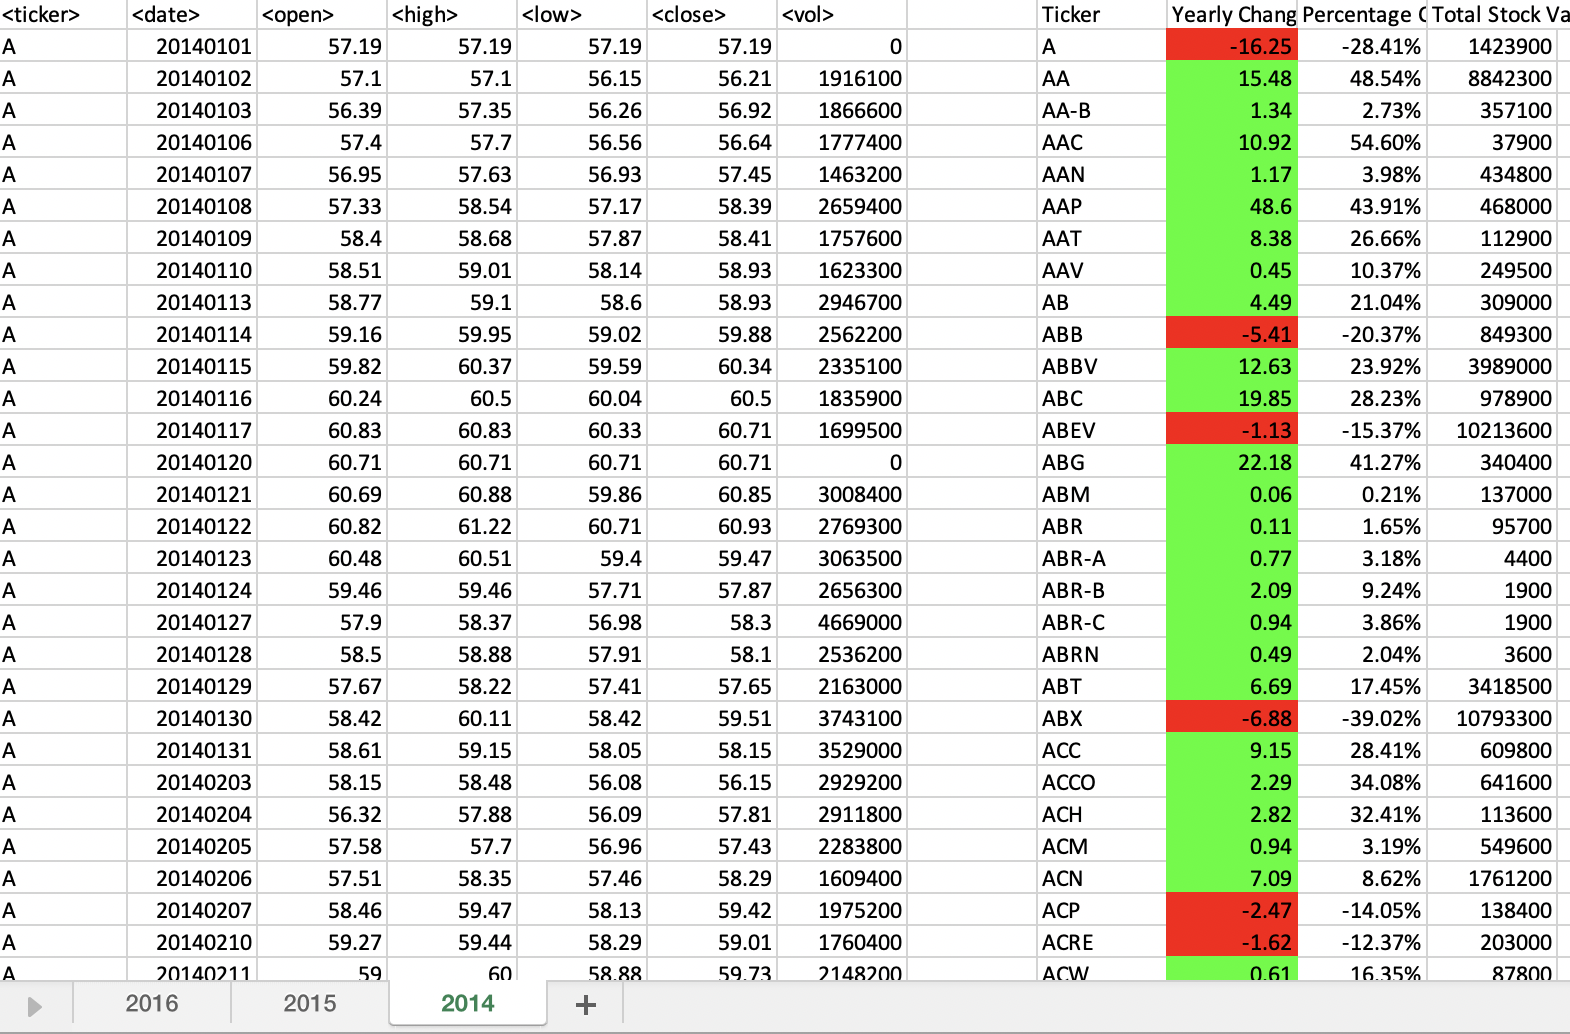 <ticker> <date> <open> <high> <low> <close> <vol> Ticker Yearly Chang Percentage C Total Stock Va
A 20140101 57.19 57.19 57.19 57.19 0 A -16.25 -28.41% 1423900
A 20140102 57.1 57.1 56.15 56.21 1916100 AA 15.48 48.54% 8842300
A 20140103 56.39 57.35 56.26 56.92 1866600 AA-B 1.34 2.73% 357100
A 20140106 57.4 57.7 56.56 56.64 1777400 AAC 10.92 54.60% 37900
A 20140107 56.95 57.63 56.93 57.45 1463200 AAN 1.17 3.98% 434800
A 20140108 57.33 58.54 57.17 58.39 2659400 AAP 48.6 43.91% 468000
A 20140109 58.4 58.68 57.87 58.41 1757600 AAT 8.38 26.66% 112900
A 20140110 58.51 59.01 58.14 58.93 1623300 AAV 0.45 10.37% 249500
A 20140113 58.77 59.1 58.6 58.93 2946700 AB 4.49 21.04% 309000
A 20140114 59.16 59.95 59.02 59.88 2562200 ABB -5.41 -20.37% 849300
A 20140115 59.82 60.37 59.59 60.34 2335100 ABBV 12.63 23.92% 3989000
A 20140116 60.24 60.5 60.04 60.5 1835900 ABC 19.85 28.23% 978900
A 20140117 60.83 60.83 60.33 60.71 1699500 ABEV -1.13 -15.37% 10213600
A 20140120 60.71 60.71 60.71 60.71 0 ABG 22.18 41.27% 340400
A 20140121 60.69 60.88 59.86 60.85 3008400 ABM 0.06 0.21% 137000
A 20140122 60.82 61.22 60.71 60.93 2769300 ABR 0.11 1.65% 95700
A 20140123 60.48 60.51 59.4 59.47 3063500 ABR-A 0.77 3.18% 4400
A 20140124 59.46 59.46 57.71 57.87 2656300 ABR-B 2.09 9.24% 1900
A 20140127 57.9 58.37 56.98 58.3 4669000 ABR-C 0.94 3.86% 1900
A 20140128 58.5 58.88 57.91 58.1 2536200 ABRN 0.49 2.04% 3600
A 20140129 57.67 58.22 57.41 57.65 2163000 ABT 6.69 17.45% 3418500
A 20140130 58.42 60.11 58.42 59.51 3743100 ABX -6.88 -39.02% 10793300
A 20140131 58.61 59.15 58.05 58.15 3529000 ACC 9.15 28.41% 609800
A 20140203 58.15 58.48 56.08 56.15 2929200 ACCO 2.29 34.08% 641600
A 20140204 56.32 57.88 56.09 57.81 2911800 ACH 2.82 32.41% 113600
A 20140205 57.58 57.7 56.96 57.43 2283800 ACM 0.94 3.19% 549600
A 20140206 57.51 58.35 57.46 58.29 1609400 ACN 7.09 8.62% 1761200
A 20140207 58.46 59.47 58.13 59.42 1975200 ACP -2.47 -14.05% 138400
A 20140210 59.27 59.44 58.29 59.01 1760400 ACRE -1.62 -12.37% 203000
A 20140211 59 60 58.88 59.73 2148200 ACW 0.61 16.35% 87800
2016 2015 2014 +